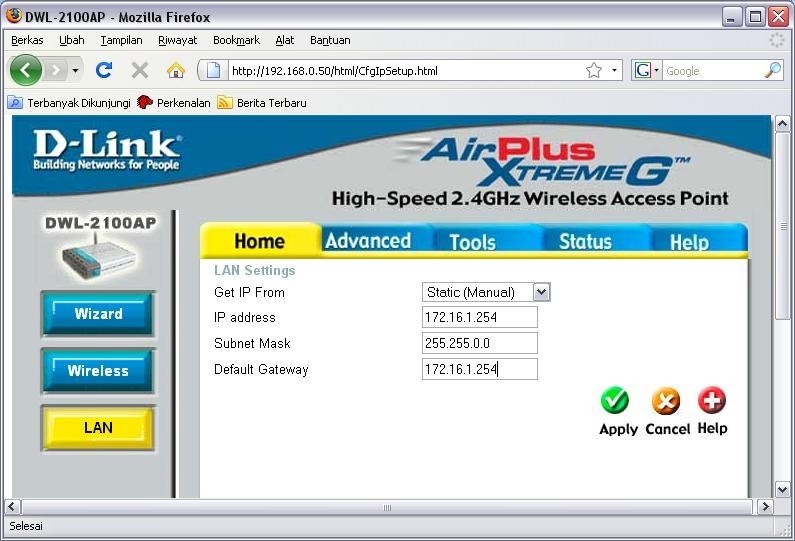 DWL-2100AP - Mozilla Firefox
Berkas Ubah Tampilan Riwayat Bookmark Alat Bantuan
http://192.168.0.50/html/CfgIpSetup.html
G Google
Terbanyak Dikunjungi Perkenalan Berita Terbaru
D-Link®
Building Networks for People
AirPlus
XTREME G™
High-Speed 2.4GHz Wireless Access Point
DWL-2100AP
Home Advanced Tools Status Help
LAN Settings
Get IP From Static (Manual)
IP address 172.16.1.254
Subnet Mask 255.255.0.0
Default Gateway 172.16.1.254
Wizard
Wireless
LAN
Apply Cancel Help
Selesai